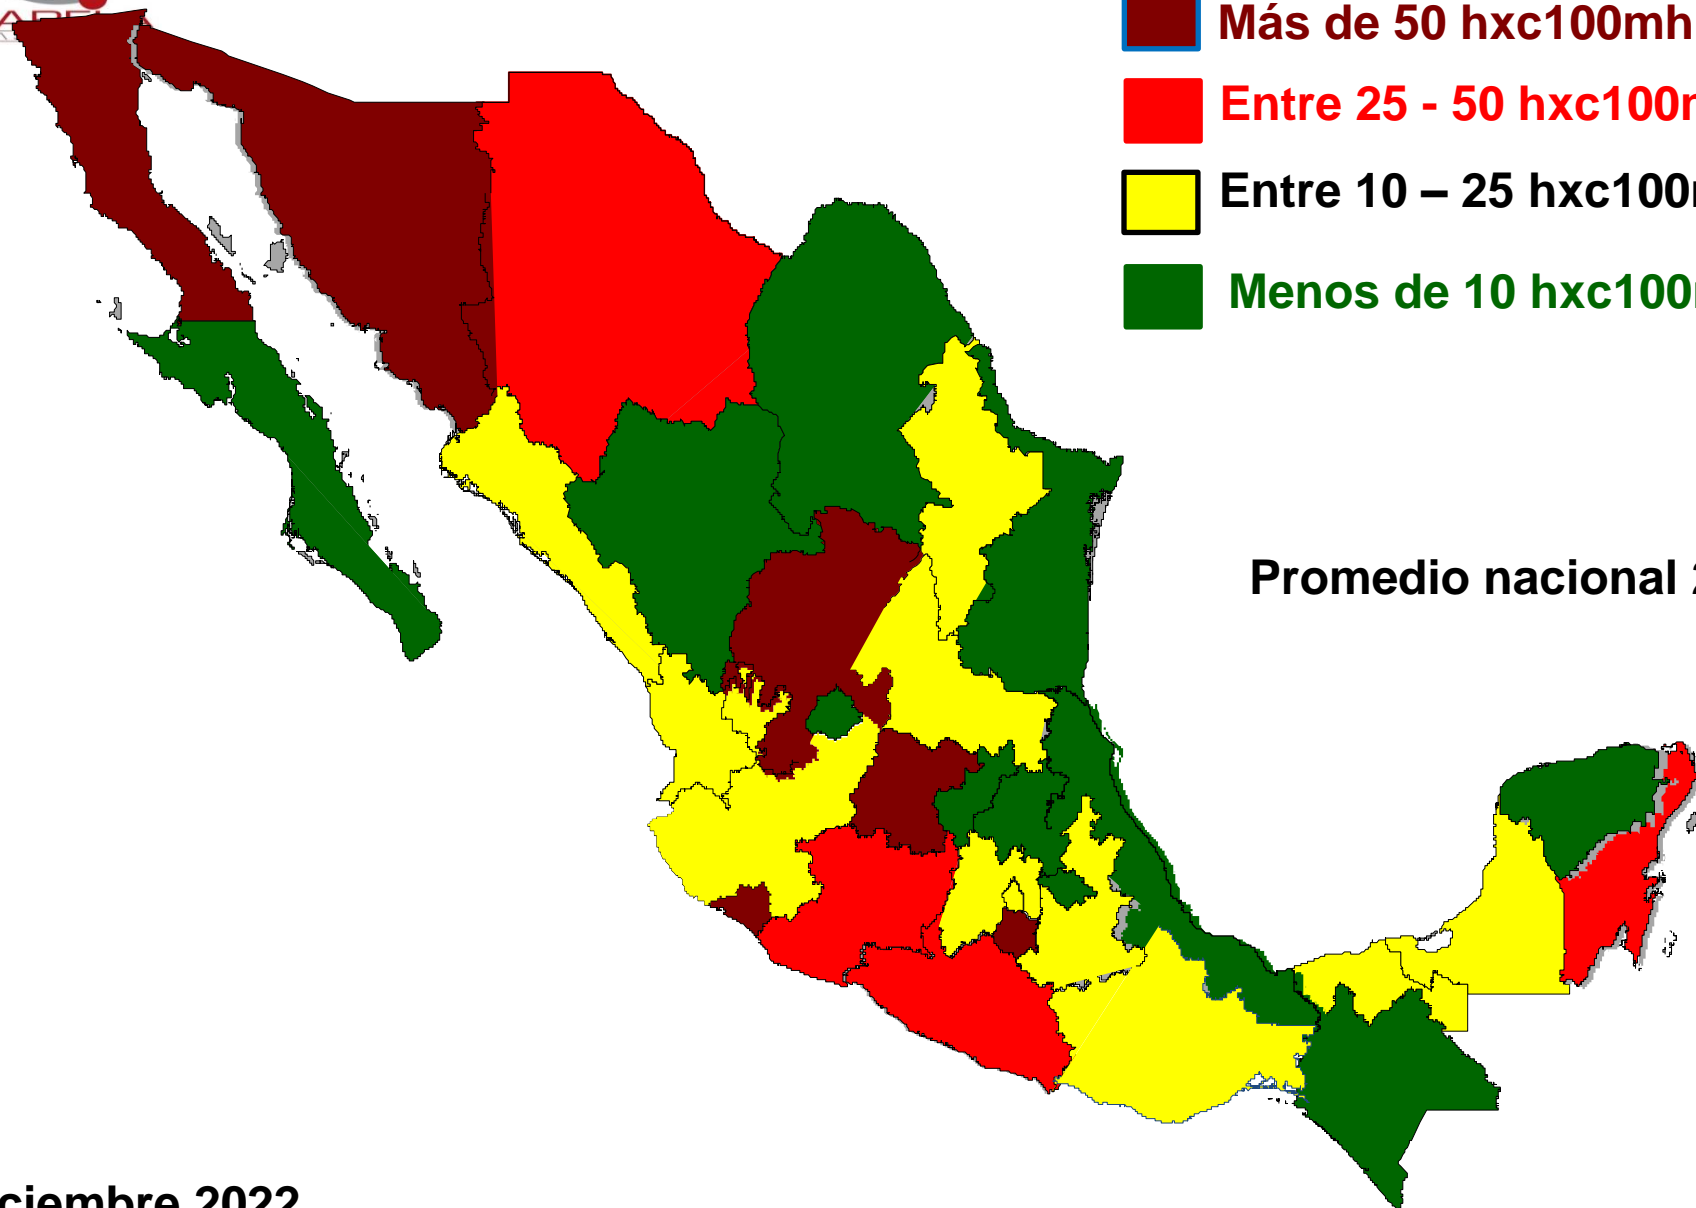 Más de 50 hxc100mh
Entre 25 - 50 hxc100
Entre 10 – 25 hxc100
Menos de 10 hxc100
Promedio nacional
ciembre 2022